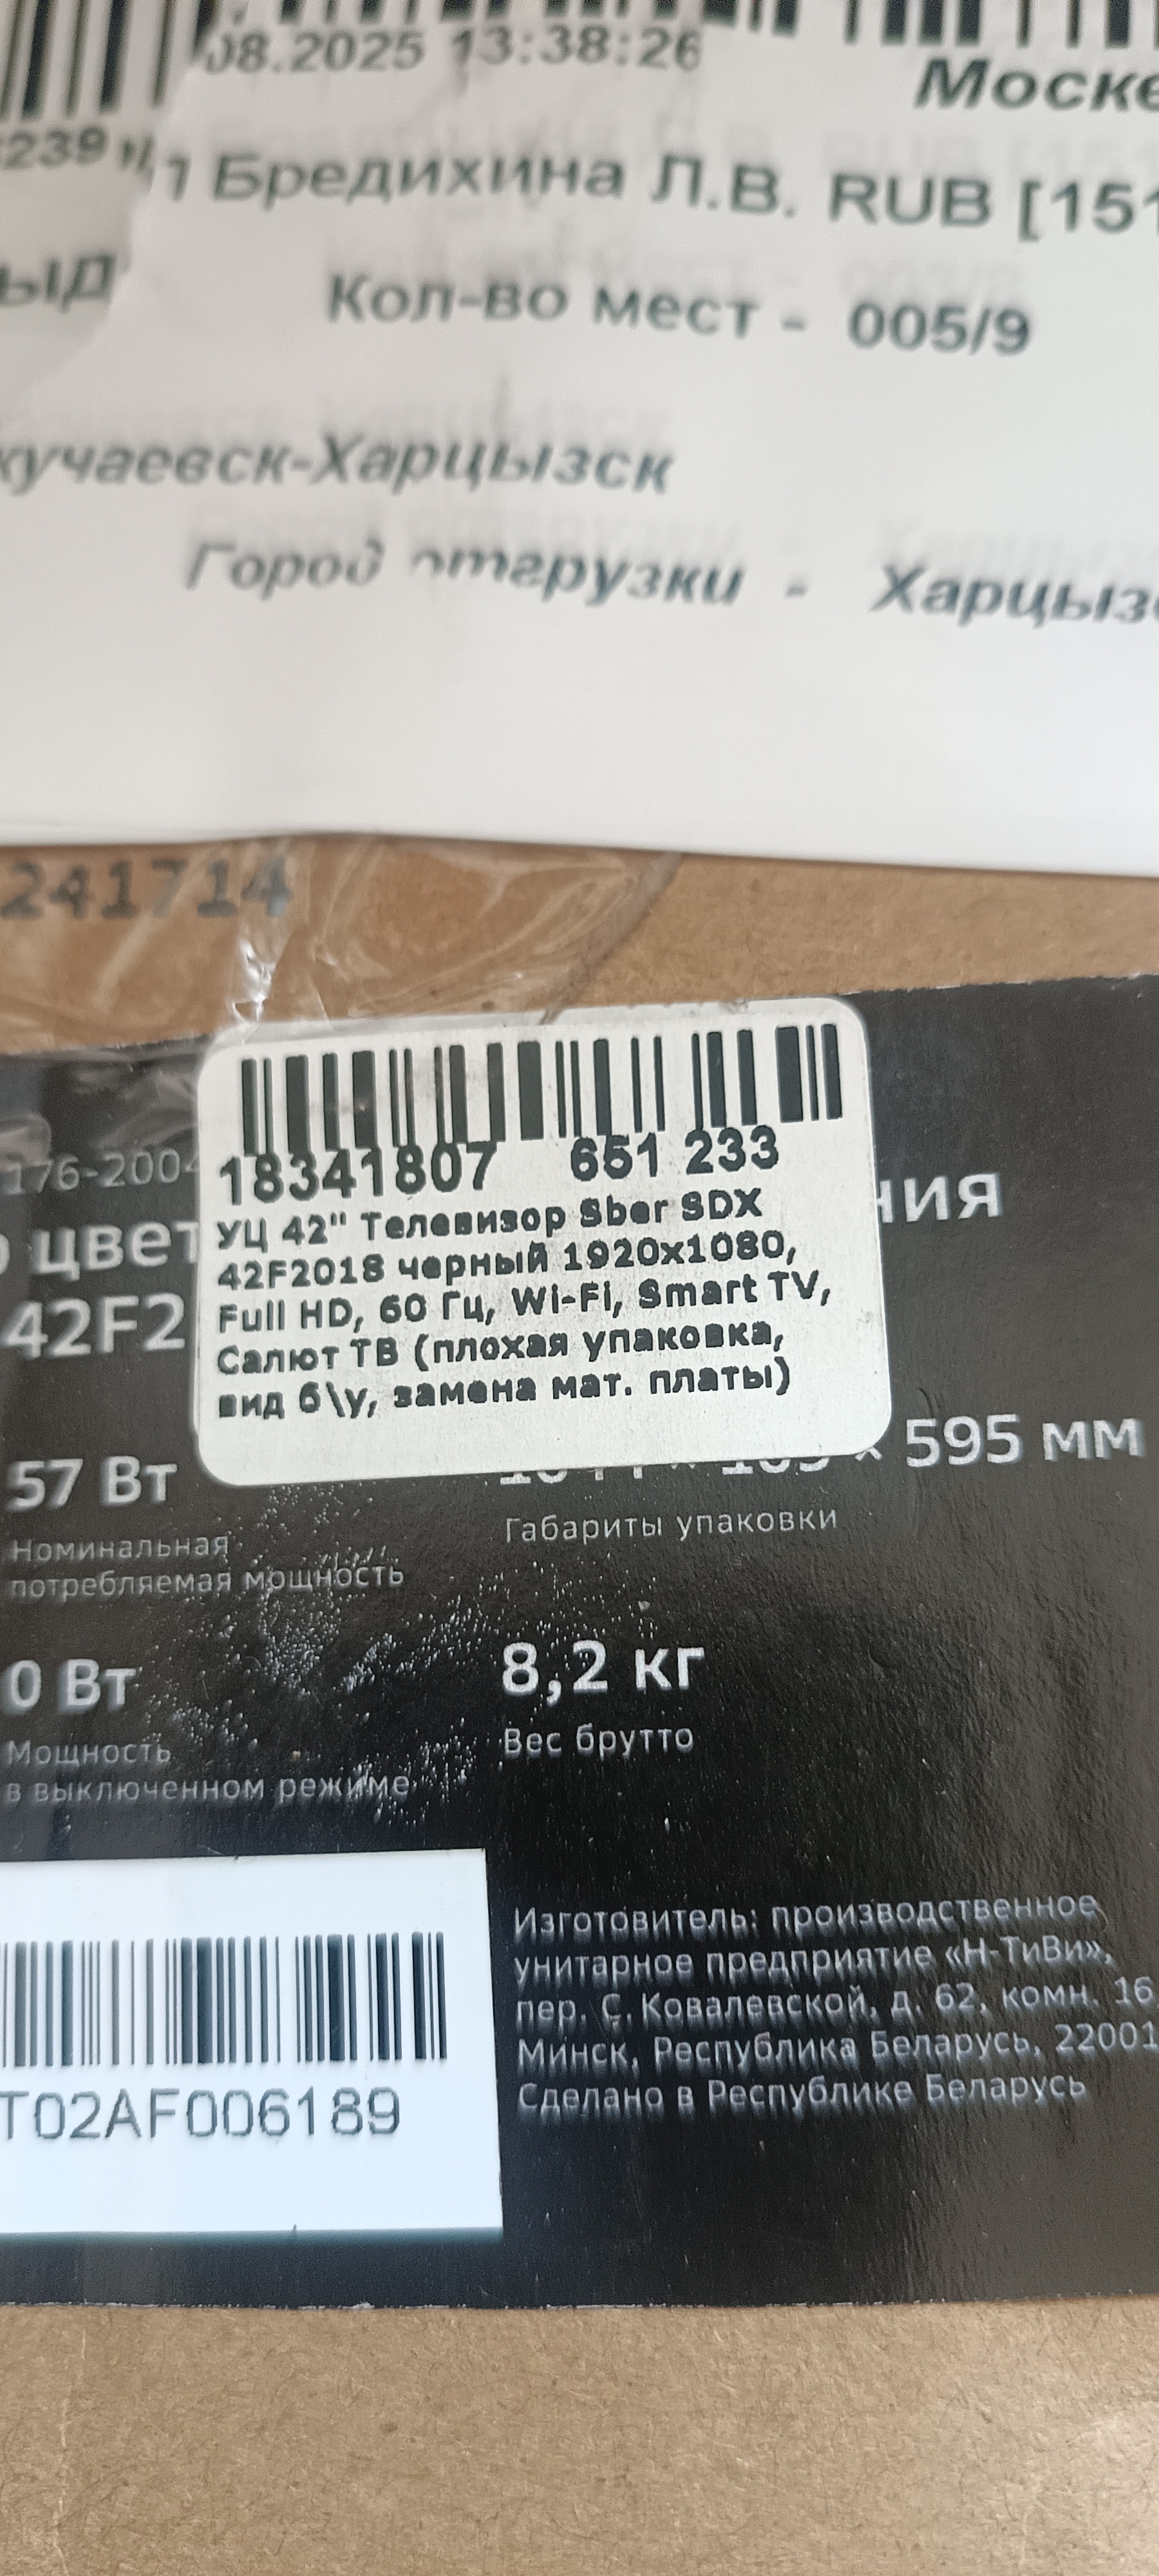 08.2025 13:38:26
Моске
239
Бредихина Л.В. RUB [151
ЫД
Кол-во мест - 005/9
кучаевск-Харцызск
Город отгрузки - Харцызс
241714
18341807 651 233
УЦ 42" Телевизор Sber SDX
42F2018 черный 1920x1080,
Full HD, 60 Гц, Wi-Fi, Smart TV,
Салют ТВ (плохая упаковка,
вид б\у, замена мат. платы)
176-2004
цвет ния
42F2
595 мм
Габариты упаковки
57 Вт
Номинальная
потребляемая мощность
8,2 кг
Вес брутто
0 Вт
Мощность
в выключенном режиме
Изготовитель: производственное
унитарное предприятие «Н-ТиВи»,
пер. С. Ковалевской, д. 62, комн. 16
Минск, Республика Беларусь, 22001
Сделано в Республике Беларусь
T02AF006189